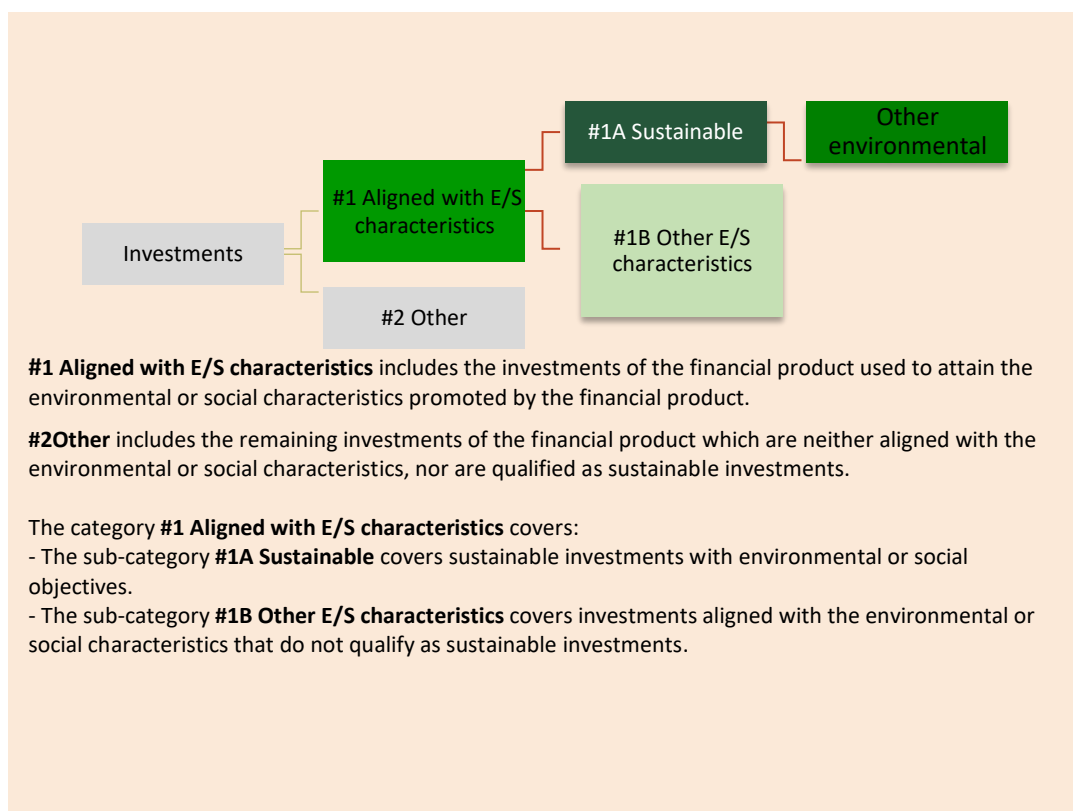 #1A Sustainable
Other
environmental
#1 Aligned with E/S
characteristics
#1B Other E/S
characteristics
Investments
#2 Other
#1 Aligned with E/S characteristics includes the investments of the financial product used to attain the
environmental or social characteristics promoted by the financial product.
#2Other includes the remaining investments of the financial product which are neither aligned with the
environmental or social characteristics, nor are qualified as sustainable investments.
The category #1 Aligned with E/S characteristics covers:
- The sub-category #1A Sustainable covers sustainable investments with environmental or social
objectives.
- The sub-category #1B Other E/S characteristics covers investments aligned with the environmental or
social characteristics that do not qualify as sustainable investments.